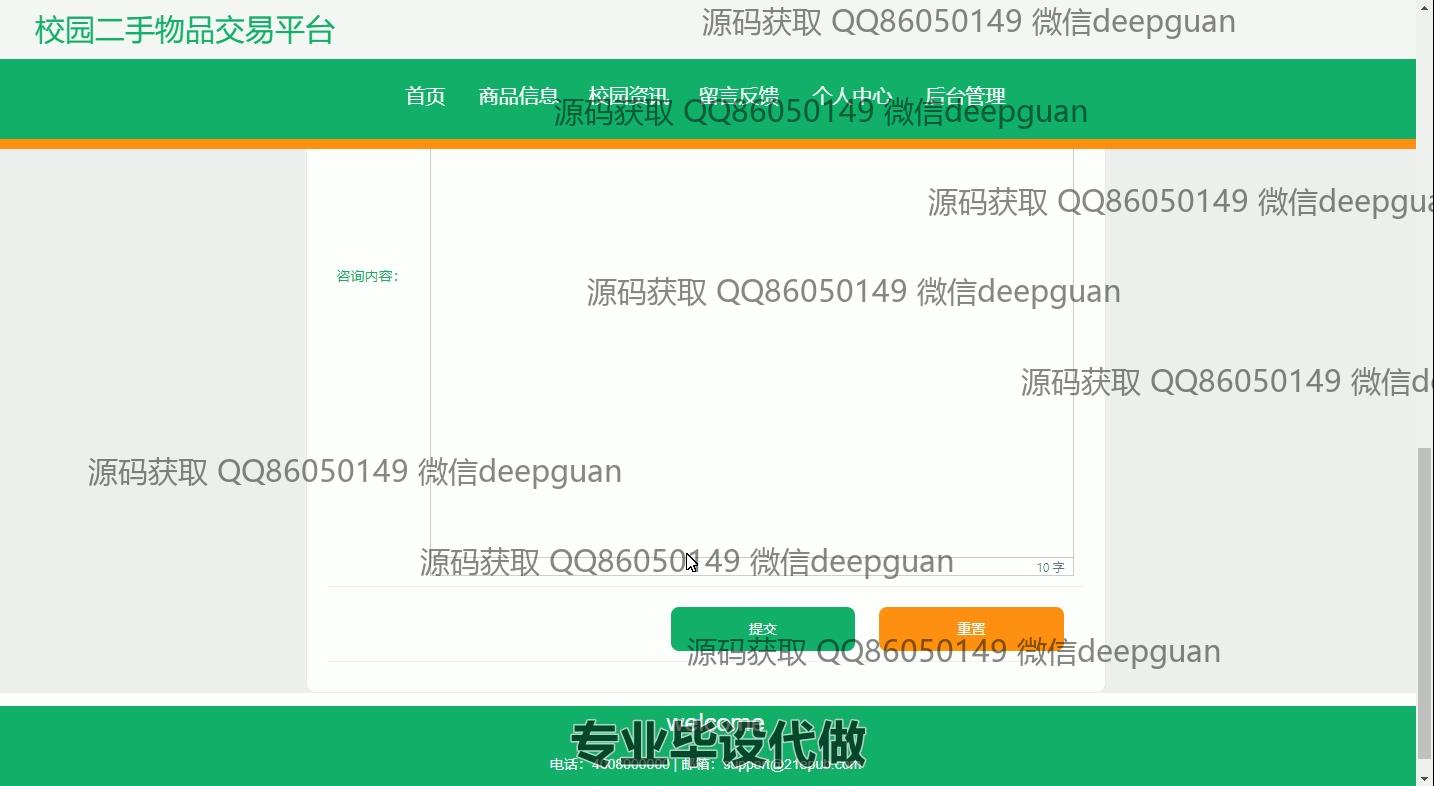 校园二手物品交易平台
源码获取 QQ86050149 微信deepguan
首页 商品信息 校园资讯 留言反馈 个人中心 后台管理
源码获取 QQ86050149 微信deepguan
源码获取 QQ86050149 微信deepgua
咨询内容：
源码获取 QQ86050149 微信deepguan
源码获取 QQ86050149 微信d
源码获取 QQ86050149 微信deepguan
源码获取 QQ86050149 微信deepguan
10 字
提交 重置
源码获取 QQ86050149 微信deepguan
welcome
专业毕设代做
电话：4008000000 | 邮箱：support@21epub.com